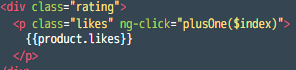 <div class="rating">
<p class="likes" ng-click="plusOne($index)">
{{product.likes}}
</p>